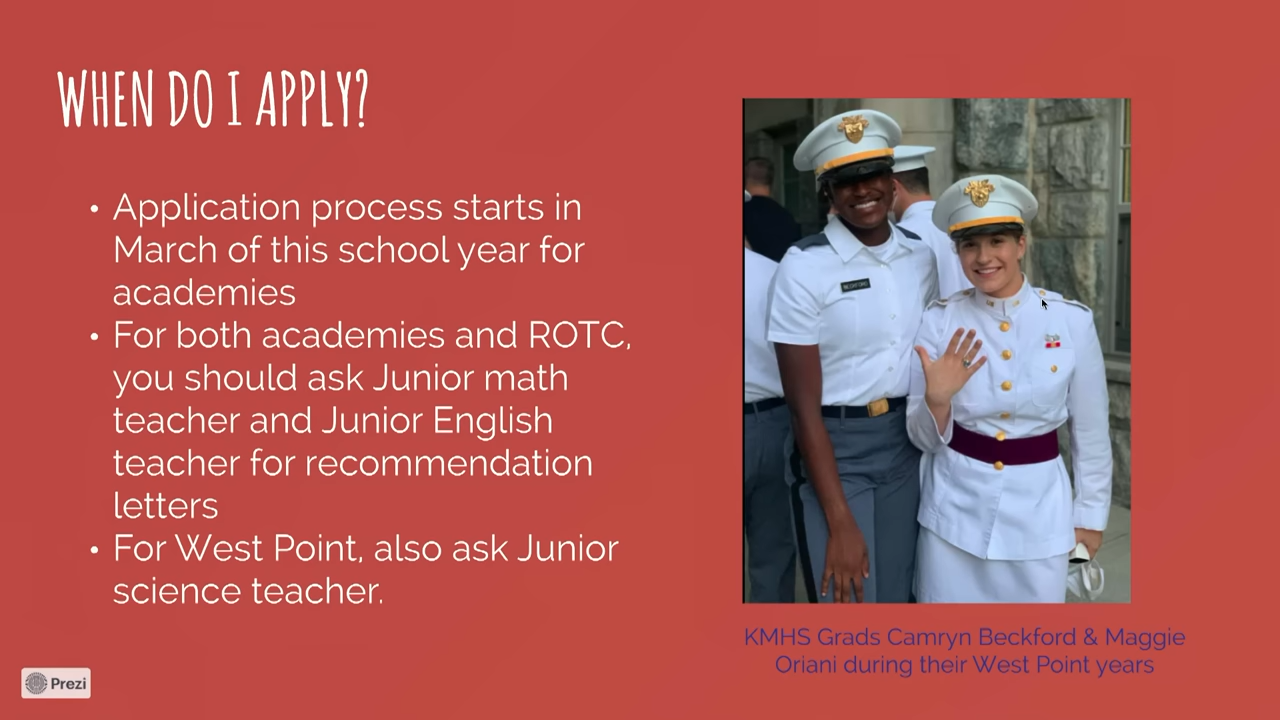 WHEN DO I APPLY?
• Application process starts in
March of this school year for
academies
• For both academies and ROTC,
you should ask Junior math
teacher and Junior English
teacher for recommendation
letters
• For West Point, also ask Junior
science teacher.
BECKFORD
KMHS Grads Camryn Beckford & Maggie
Oriani during their West Point years
Prezi